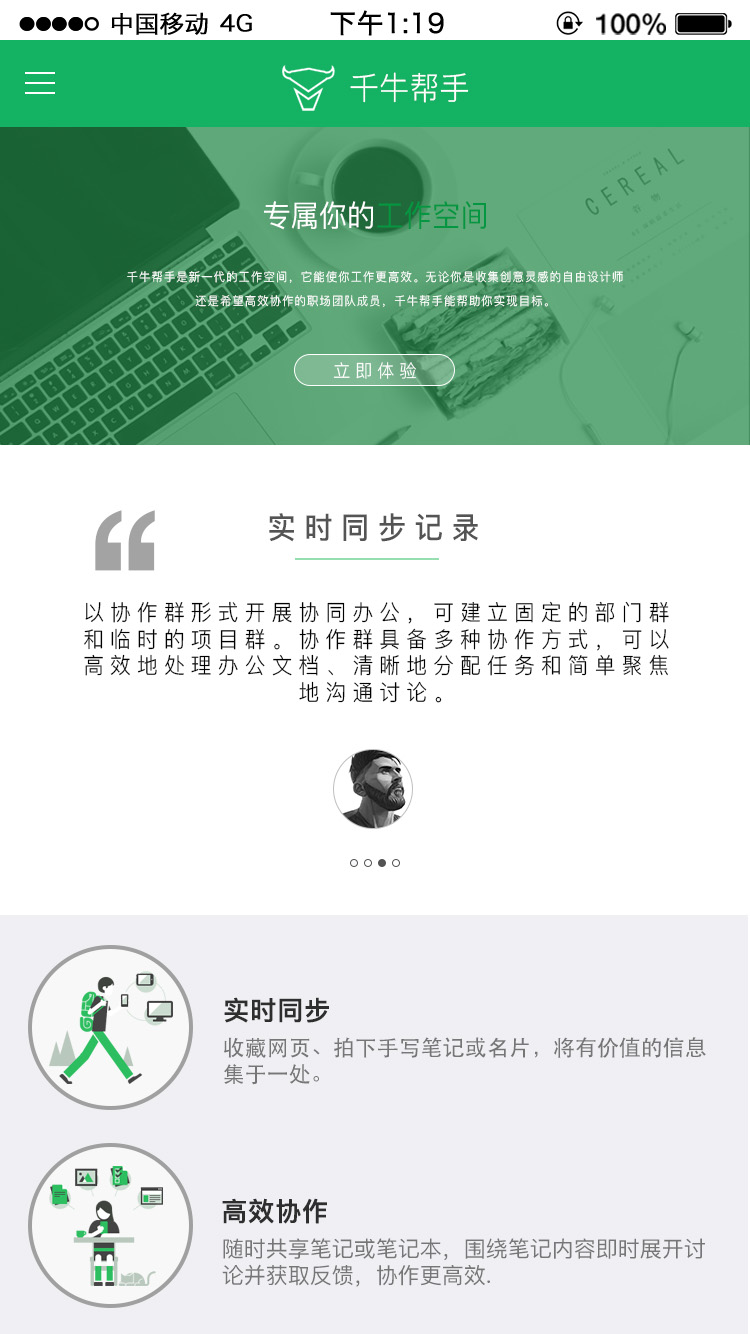 中国移动 4G 下午1:19 100%
千牛帮手
CEREAL
专属你的工作空间
千牛帮手是新一代的工作空间，它能使你工作更高效。无论你是收集创意灵感的自由设计师
还是希望高效协作的职场团队成员，千牛帮手能帮助你实现目标。
立即体验
实时同步记录
以协作群形式开展协同办公，可建立固定的部门群
和临时的项目群。协作群具备多种协作方式，可以
高效地处理办公文档、清晰地分配任务和简单聚焦
地沟通讨论。
实时同步
收藏网页、拍下手写笔记或名片，将有价值的信息
集于一处。
高效协作
随时共享笔记或笔记本，围绕笔记内容即时展开讨
论并获取反馈，协作更高效.